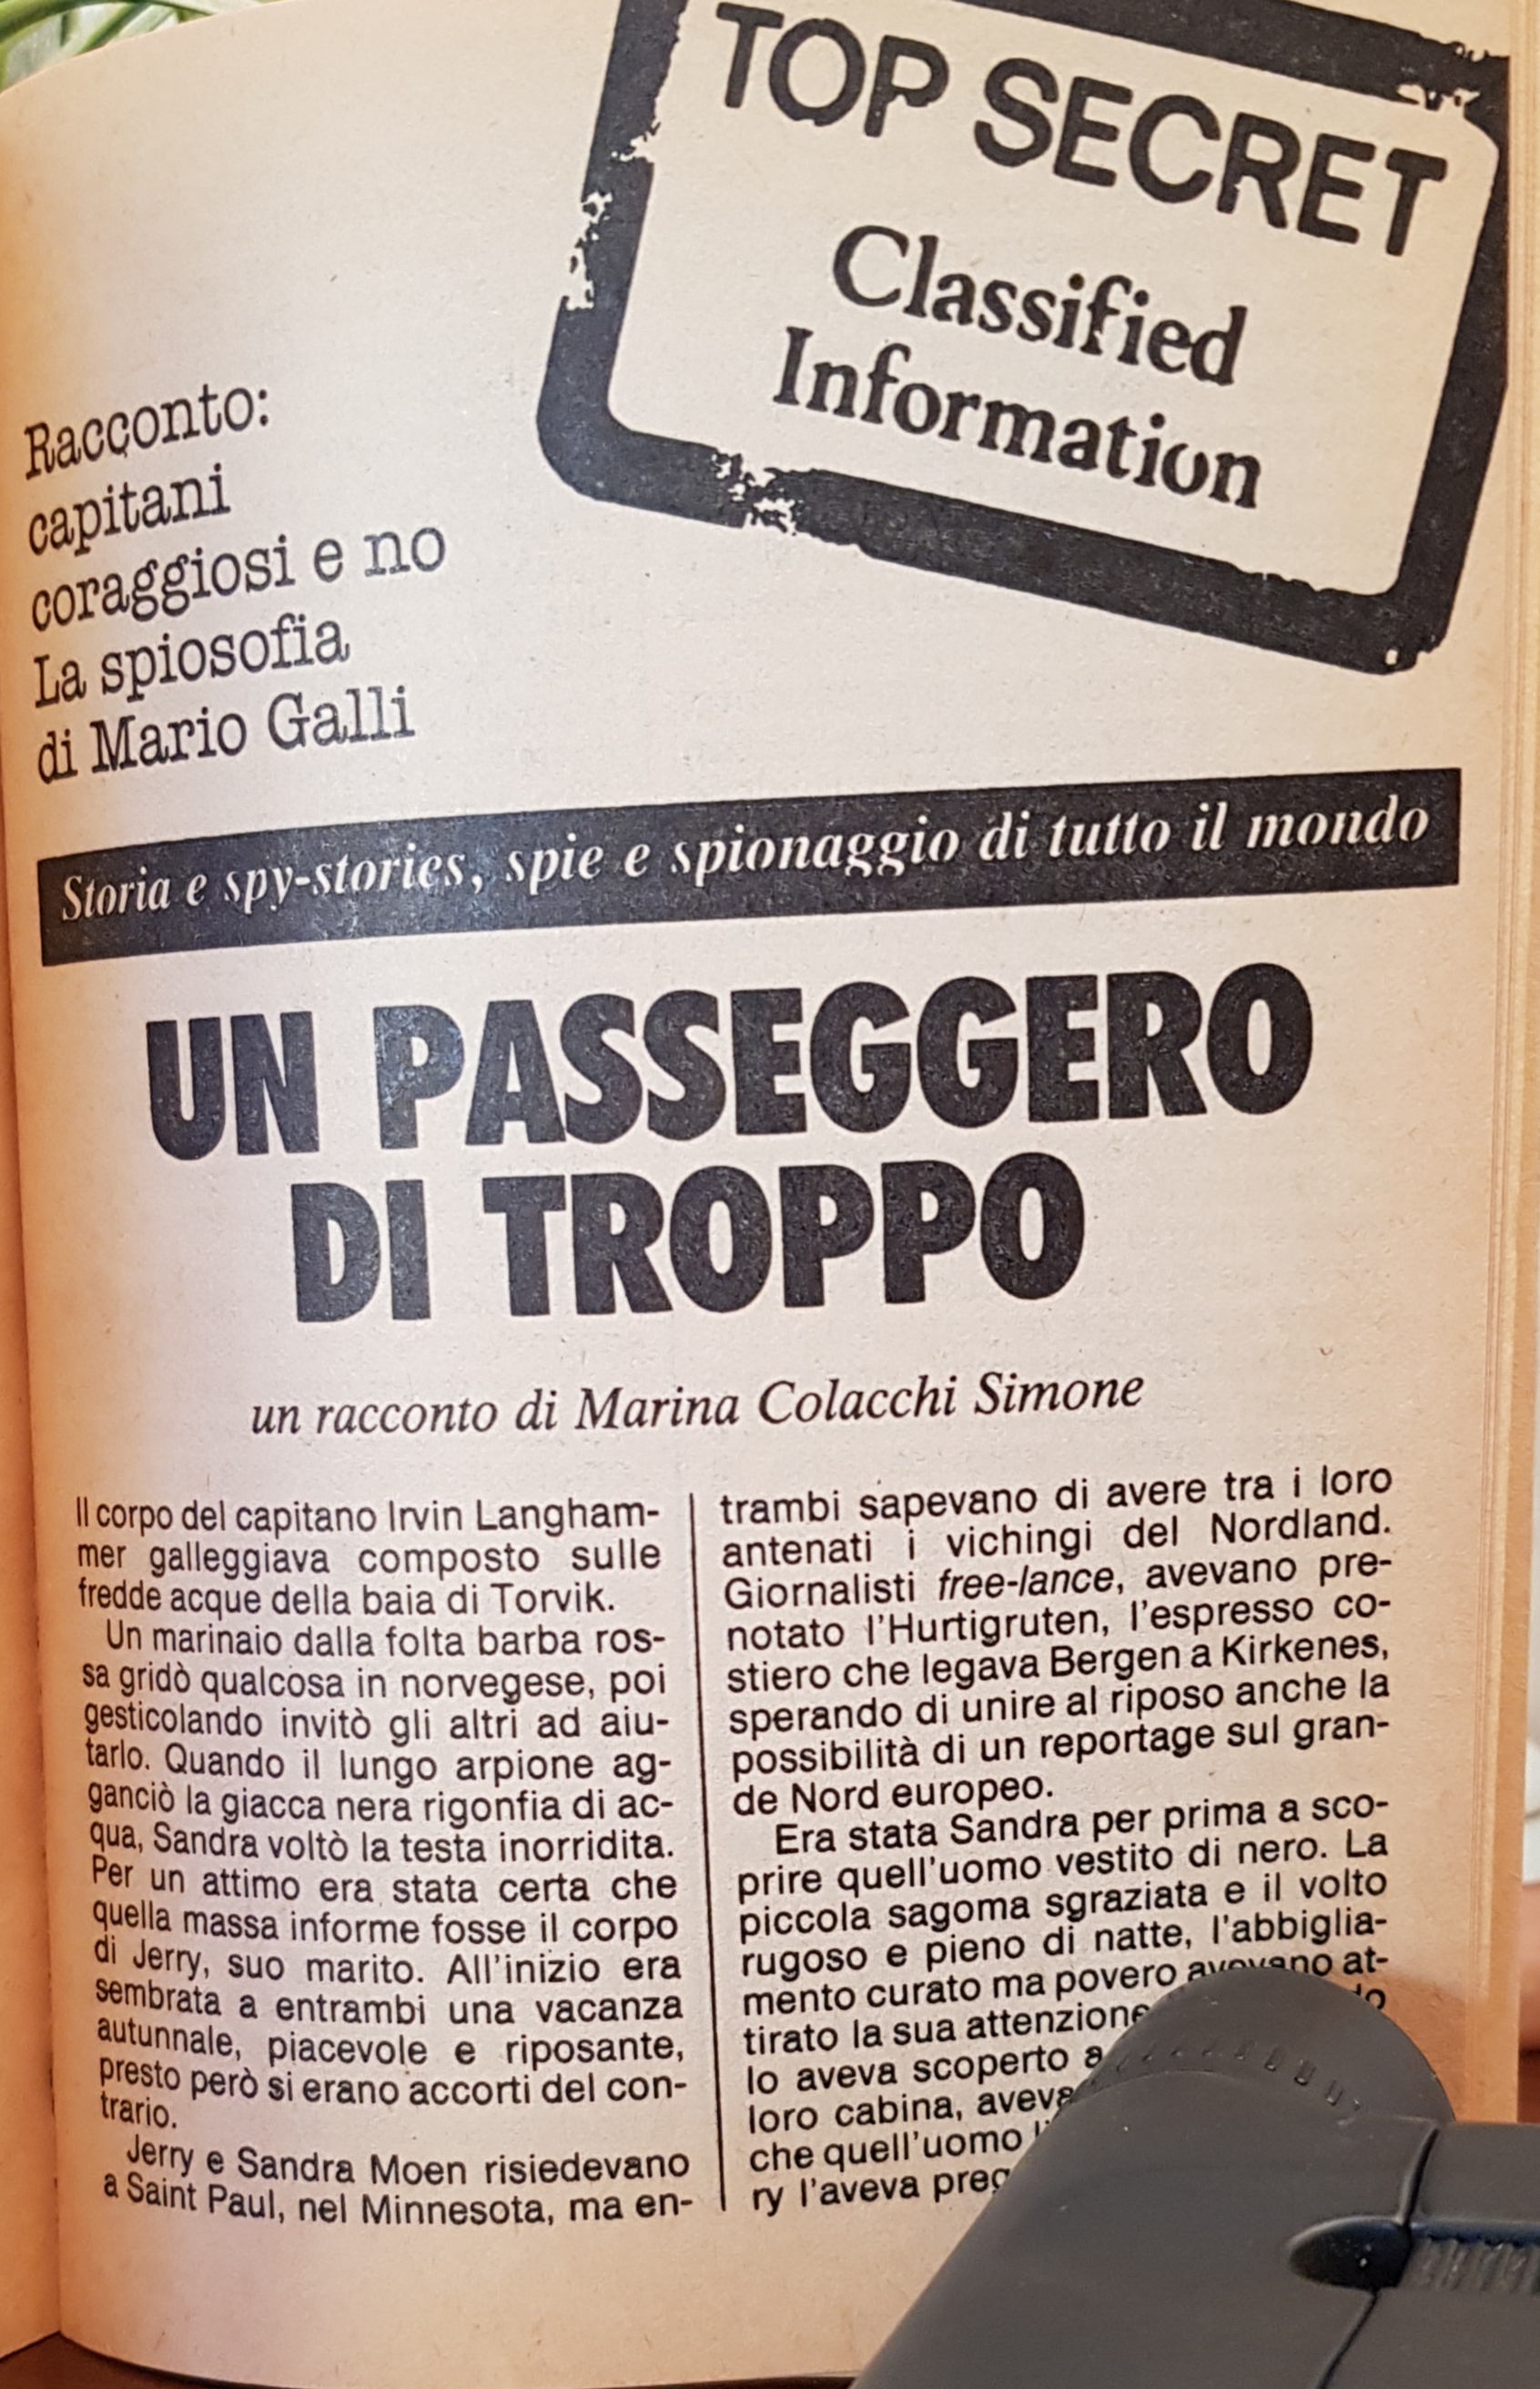 TOP SECRET
Classified
Information
Racconto:
capitani
coraggiosi e no
La spiosofia
di Mario Galli
Storia e spy-stories, spie e spionaggio di tutto il mondo
UN PASSEGGERO
DI TROPPO
un racconto di Marina Colacchi Simone
Il corpo del capitano Irvin Langham-
mer galleggiava composto sulle
fredde acque della baia di Torvik.
Un marinaio dalla folta barba ros-
sa gridò qualcosa in norvegese, poi
gesticolando invitò gli altri ad aiu-
tarlo. Quando il lungo arpione ag-
ganciò la giacca nera rigonfia di ac-
qua, Sandra voltò la testa inorridita.
Per un attimo era stata certa che
quella massa informe fosse il corpo
di Jerry, suo marito. All'inizio era
sembrata a entrambi una vacanza
autunnale, piacevole e riposante,
presto però si erano accorti del con-
trario.
Jerry e Sandra Moen risiedevano
a Saint Paul, nel Minnesota, ma en-
trambi sapevano di avere tra i loro
antenati i vichingi del Nordland.
Giornalisti free-lance, avevano pre-
notato l'Hurtigruten, l'espresso co-
stiero che legava Bergen a Kirkenes,
sperando di unire al riposo anche la
possibilità di un reportage sul gran-
de Nord europeo.
Era stata Sandra per prima a sco-
prire quell'uomo vestito di nero. La
piccola sagoma sgraziata e il volto
rugoso e pieno di natte, l'abbiglia-
mento curato ma povero avevano at-
tirato la sua attenzione
lo aveva scoperto a
loro cabina, aveva
che quell'uomo
ry l'aveva